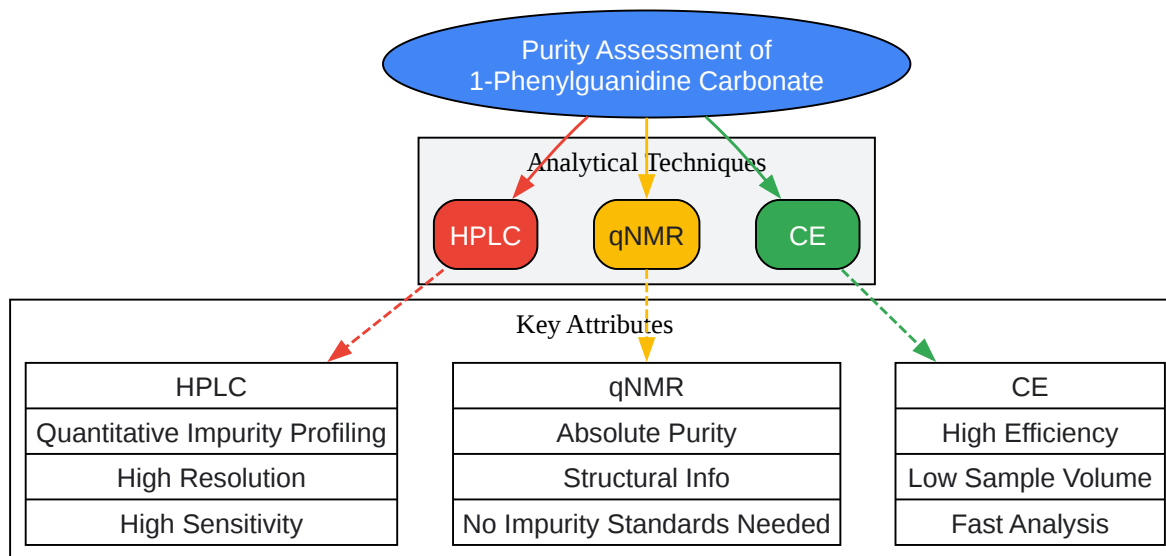 Purity Assessment of
1-Phenylguanidine Carbonate
Analytical Techniques
HPLC
qNMR
CE
Key Attributes
HPLC
Quantitative Impurity Profiling
High Resolution
High Sensitivity
qNMR
Absolute Purity
Structural Info
No Impurity Standards Needed
CE
High Efficiency
Low Sample Volume
Fast Analysis